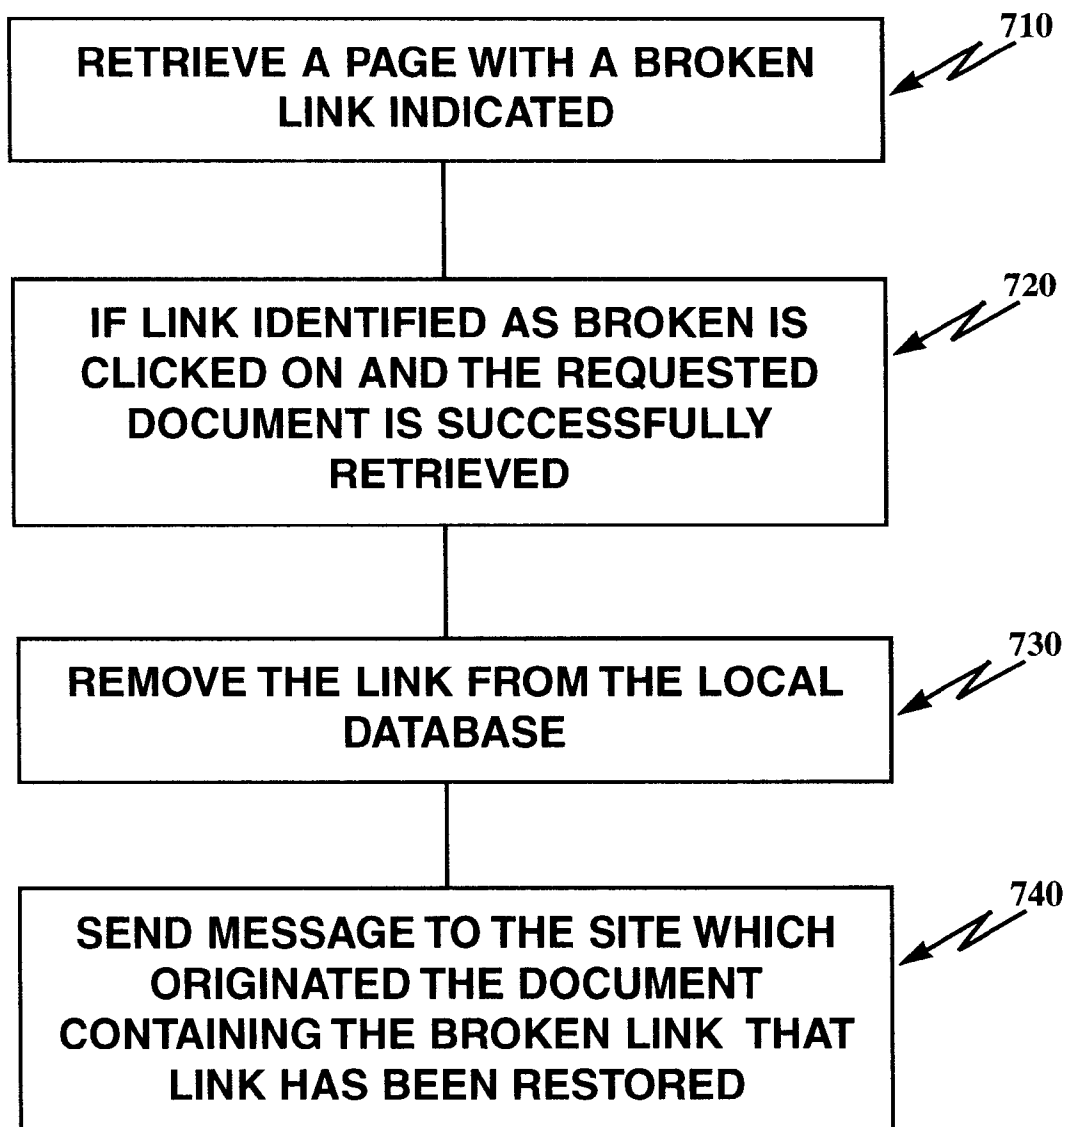 710
RETRIEVE A PAGE WITH A BROKEN
LINK INDICATED
720
IF LINK IDENTIFIED AS BROKEN IS
CLICKED ON AND THE REQUESTED
DOCUMENT IS SUCCESSFULLY
RETRIEVED
730
REMOVE THE LINK FROM THE LOCAL
DATABASE
740
SEND MESSAGE TO THE SITE WHICH
ORIGINATED THE DOCUMENT
CONTAINING THE BROKEN LINK THAT
LINK HAS BEEN RESTORED